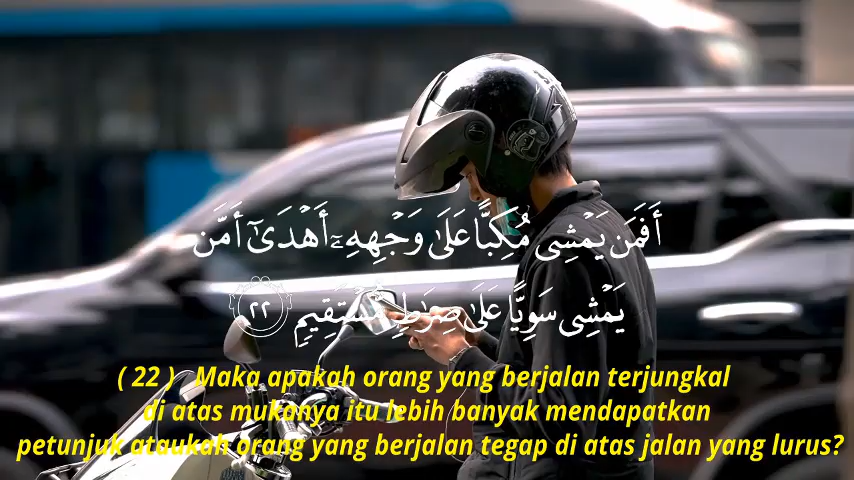 أَفَمَن يَمْشِى مُكِبًّا عَلَىٰ وَجْهِهِۦٓ أَهْدَىٰٓ أَمَّن
يَمْشِى سَوِيًّا عَلَىٰ صِرَٰطٍ مُّسْتَقِيمٍ ٢٢
( 22 ) Maka apakah orang yang berjalan terjungkal
di atas mukanya itu lebih banyak mendapatkan
petunjuk ataukah orang yang berjalan tegap di atas jalan yang lurus?